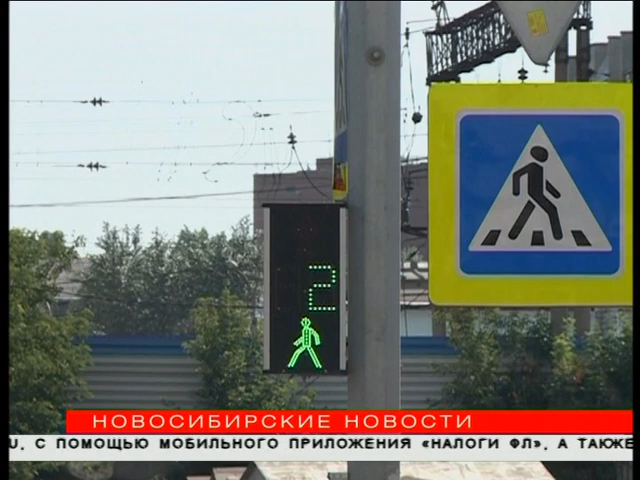 2
НОВОСИБИРСКИЕ НОВОСТИ
U, С ПОМОЩЬЮ МОБИЛЬНОГО ПРИЛОЖЕНИЯ «НАЛОГИ ФЛ», А ТАКЖЕ